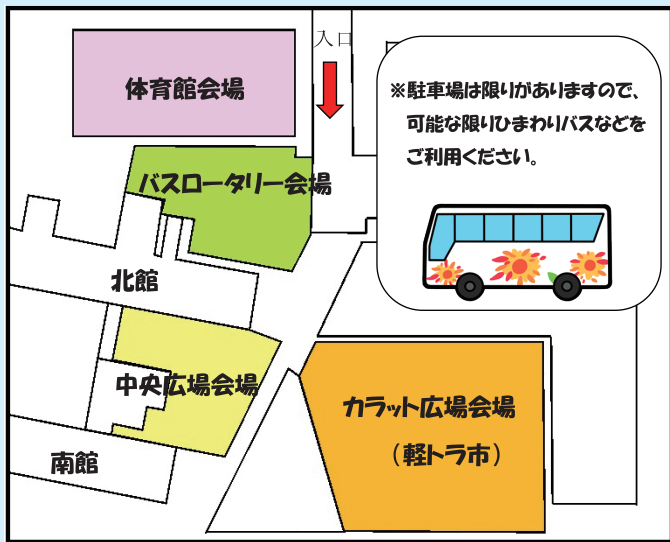 入口
体育館会場
※駐車場は限りがありますので、
可能な限りひまわりバスなどを
ご利用ください。
バスロータリー会場
北館
中央広場会場
カラット広場会場
（軽トラ市）
南館